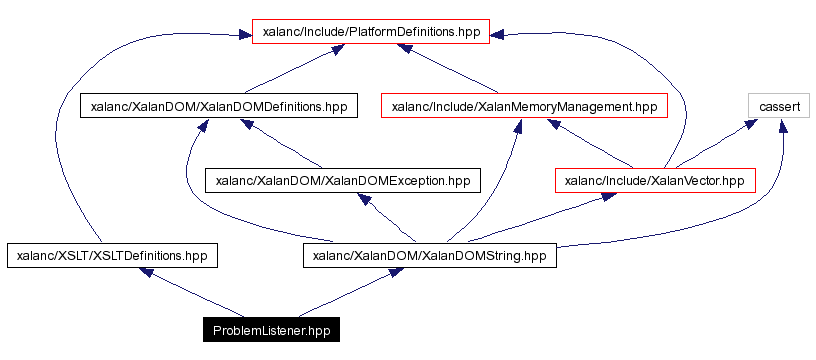 xalanc/Include/PlatformDefinitions.hpp
xalanc/XalanDOM/XalanDOMDefinitions.hpp
xalanc/Include/XalanMemoryManagement.hpp
cassert
xalanc/XalanDOM/XalanDOMException.hpp
xalanc/Include/XalanVector.hpp
xalanc/XSLT/XSLTDefinitions.hpp
xalanc/XalanDOM/XalanDOMString.hpp
ProblemListener.hpp